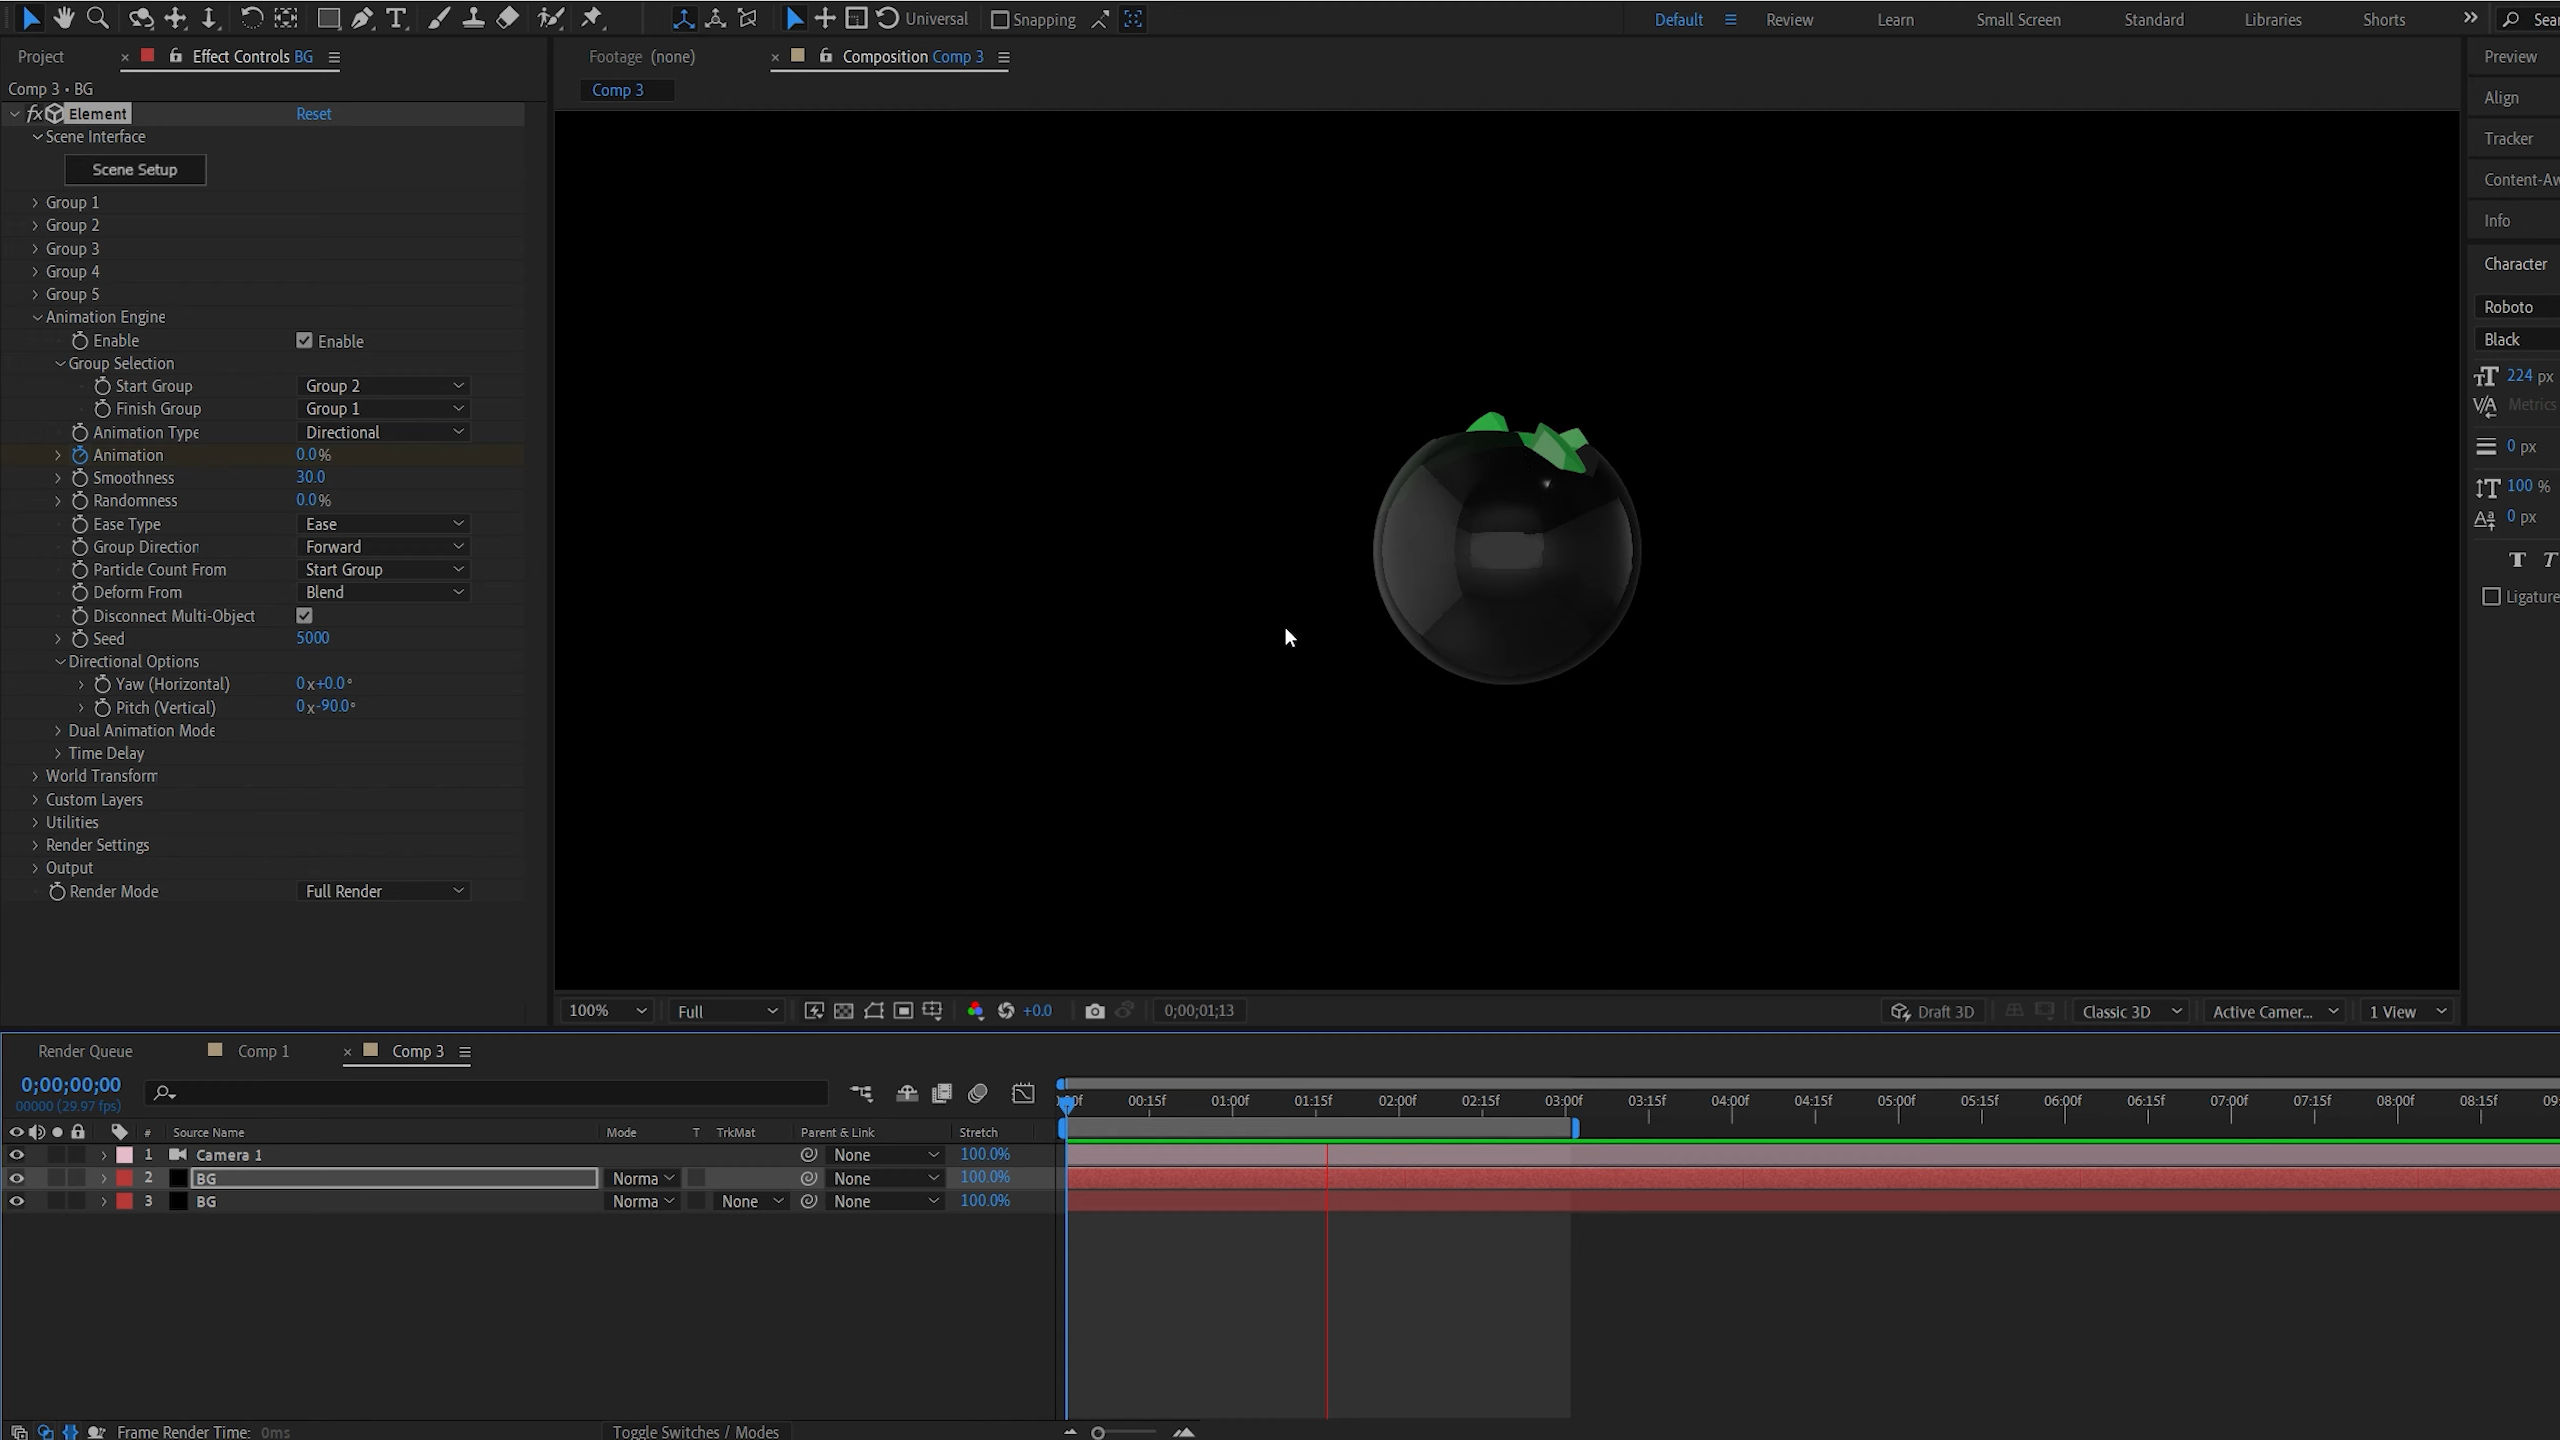 Universal Snapping Default Review Learn Small Screen Standard Libraries Shorts Sear
Project Effect Controls BG Footage (none) Composition Comp 3 Preview
Comp 3 • BG Comp 3
fx Element Reset Align
Scene Interface Tracker
Scene Setup Content-Aw
Group 1
Group 2 Info
Group 3 Character
Group 4
Group 5 Roboto
Animation Engine
Enable Enable Black
Group Selection
Start Group Group 2 224 px
Finish Group Group 1 Metrics
Animation Type Directional
Animation 0.0% 0 px
Smoothness 30.0 100 %
Randomness 0.0%
Ease Type Ease 0 px
Group Direction Forward
Particle Count From Start Group T T
Deform From Blend Ligature
Disconnect Multi-Object
Seed 5000
Directional Options
Yaw (Horizontal) 0x+0.0°
Pitch (Vertical) 0x-90.0°
Dual Animation Mode
Time Delay
World Transform
Custom Layers
Utilities
Render Settings
Output
Render Mode Full Render
100% Full +0.0 0;00;01;13 Draft 3D Classic 3D Active Camer... 1 View
Render Queue Comp 1 Comp 3
0;00;00;00
00000 (29.97 fps) 00f 00:15f 01:00f 01:15f 02:00f 02:15f 03:00f 03:15f 04:00f 04:15f 05:00f 05:15f 06:00f 06:15f 07:00f 07:15f 08:00f 08:15f 09:
# Source Name Mode T TrkMat Parent & Link Stretch
1 Camera 1 None 100.0%
2 BG Norma None 100.0%
3 BG Norma None None 100.0%
Frame Render Time: 0ms Toggle Switches / Modes